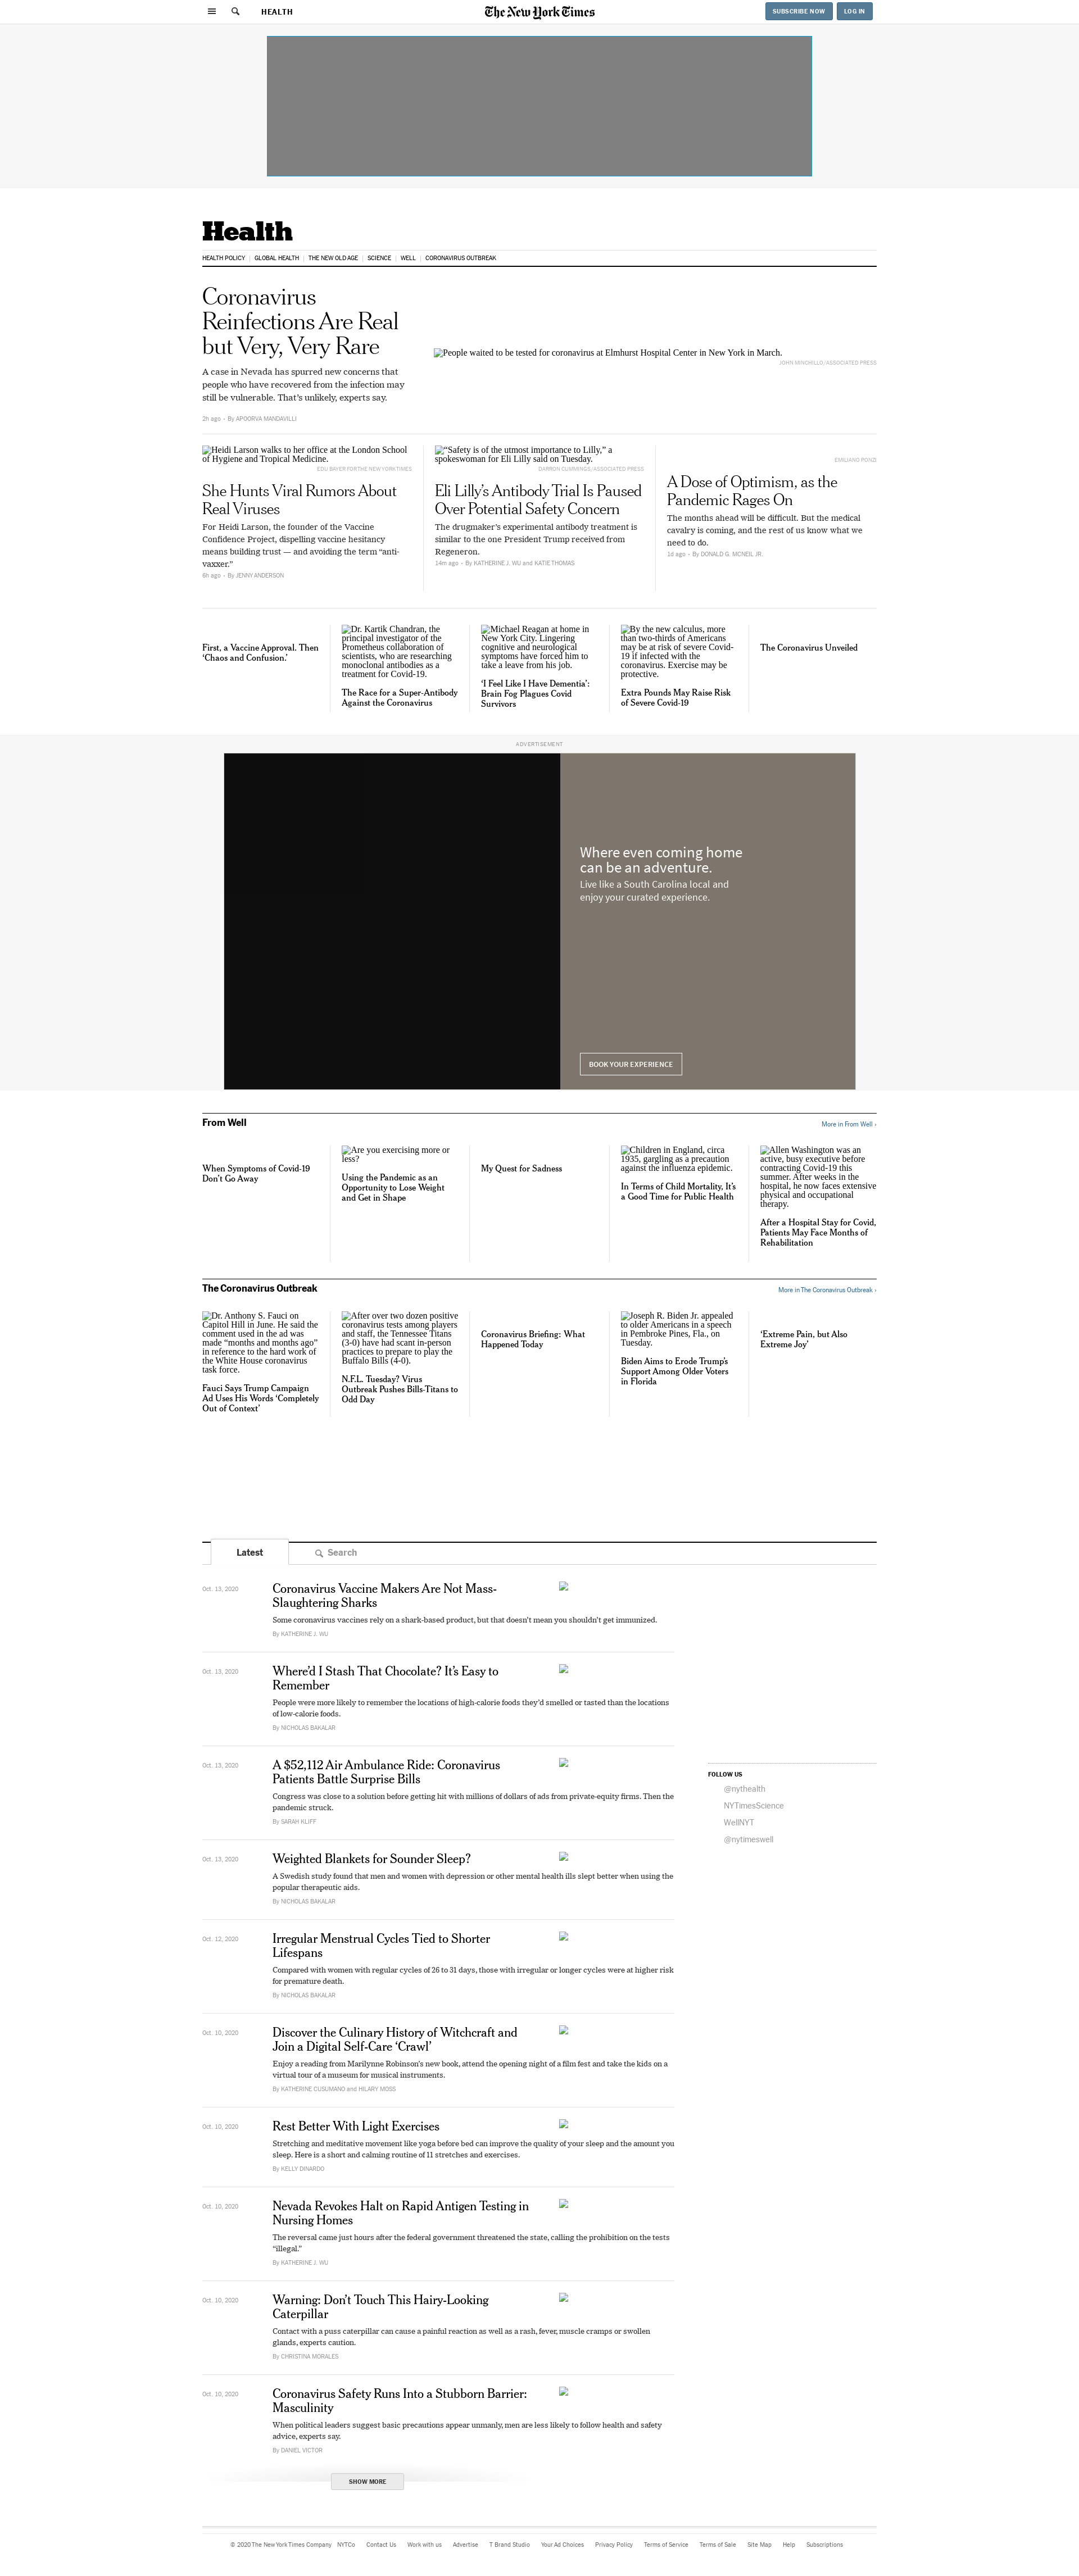 HEALTH
The New York Times
SUBSCRIBE NOW
LOG IN
Health
HEALTH POLICY
GLOBAL HEALTH
THE NEW OLD AGE
SCIENCE
WELL
CORONAVIRUS OUTBREAK
Coronavirus
Reinfections Are Real
but Very, Very Rare
A case in Nevada has spurred new concerns that
people who have recovered from the infection may
still be vulnerable. That’s unlikely, experts say.
2h ago • By APOORVA MANDAVILLI
People waited to be tested for coronavirus at Elmhurst Hospital Center in New York in March.
JOHN MINCHILLO/ASSOCIATED PRESS
Heidi Larson walks to her office at the London School
of Hygiene and Tropical Medicine.
EDU BAYER FOR THE NEW YORK TIMES
She Hunts Viral Rumors About
Real Viruses
For Heidi Larson, the founder of the Vaccine
Confidence Project, dispelling vaccine hesitancy
means building trust — and avoiding the term “anti-
vaxxer.”
6h ago • By JENNY ANDERSON
“Safety is of the utmost importance to Lilly,” a
spokeswoman for Eli Lilly said on Tuesday.
DARRON CUMMINGS/ASSOCIATED PRESS
Eli Lilly’s Antibody Trial Is Paused
Over Potential Safety Concern
The drugmaker’s experimental antibody treatment is
similar to the one President Trump received from
Regeneron.
14m ago • By KATHERINE J. WU and KATIE THOMAS
EMILIANO PONZI
A Dose of Optimism, as the
Pandemic Rages On
The months ahead will be difficult. But the medical
cavalry is coming, and the rest of us know what we
need to do.
1d ago • By DONALD G. MCNEIL JR.
First, a Vaccine Approval. Then
‘Chaos and Confusion.’
Dr. Kartik Chandran, the
principal investigator of the
Prometheus collaboration of
scientists, who are researching
monoclonal antibodies as a
treatment for Covid-19.
The Race for a Super-Antibody
Against the Coronavirus
Michael Reagan at home in
New York City. Lingering
cognitive and neurological
symptoms have forced him to
take a leave from his job.
‘I Feel Like I Have Dementia’:
Brain Fog Plagues Covid
Survivors
By the new calculus, more
than two-thirds of Americans
may be at risk of severe Covid-
19 if infected with the
coronavirus. Exercise may be
protective.
Extra Pounds May Raise Risk
of Severe Covid-19
The Coronavirus Unveiled
ADVERTISEMENT
Where even coming home
can be an adventure.
Live like a South Carolina local and
enjoy your curated experience.
BOOK YOUR EXPERIENCE
From Well
More in From Well ›
When Symptoms of Covid-19
Don’t Go Away
Are you exercising more or
less?
Using the Pandemic as an
Opportunity to Lose Weight
and Get in Shape
My Quest for Sadness
Children in England, circa
1935, gargling as a precaution
against the influenza epidemic.
In Terms of Child Mortality, It’s
a Good Time for Public Health
Allen Washington was an
active, busy executive before
contracting Covid-19 this
summer. After weeks in the
hospital, he now faces extensive
physical and occupational
therapy.
After a Hospital Stay for Covid,
Patients May Face Months of
Rehabilitation
The Coronavirus Outbreak
More in The Coronavirus Outbreak ›
Dr. Anthony S. Fauci on
Capitol Hill in June. He said the
comment used in the ad was
made “months and months ago”
in reference to the hard work of
the White House coronavirus
task force.
Fauci Says Trump Campaign
Ad Uses His Words ‘Completely
Out of Context’
After over two dozen positive
coronavirus tests among players
and staff, the Tennessee Titans
(3-0) have had scant in-person
practices to prepare to play the
Buffalo Bills (4-0).
N.F.L. Tuesday? Virus
Outbreak Pushes Bills-Titans to
Odd Day
Coronavirus Briefing: What
Happened Today
Joseph R. Biden Jr. appealed
to older Americans in a speech
in Pembroke Pines, Fla., on
Tuesday.
Biden Aims to Erode Trump’s
Support Among Older Voters
in Florida
‘Extreme Pain, but Also
Extreme Joy’
Latest
Search
Oct. 13, 2020
Coronavirus Vaccine Makers Are Not Mass-
Slaughtering Sharks
Some coronavirus vaccines rely on a shark-based product, but that doesn’t mean you shouldn’t get immunized.
By KATHERINE J. WU
Oct. 13, 2020
Where’d I Stash That Chocolate? It’s Easy to
Remember
People were more likely to remember the locations of high-calorie foods they’d smelled or tasted than the locations
of low-calorie foods.
By NICHOLAS BAKALAR
Oct. 13, 2020
A $52,112 Air Ambulance Ride: Coronavirus
Patients Battle Surprise Bills
Congress was close to a solution before getting hit with millions of dollars of ads from private-equity firms. Then the
pandemic struck.
By SARAH KLIFF
FOLLOW US
@nythealth
NYTimesScience
WellNYT
@nytimeswell
Oct. 13, 2020
Weighted Blankets for Sounder Sleep?
A Swedish study found that men and women with depression or other mental health ills slept better when using the
popular therapeutic aids.
By NICHOLAS BAKALAR
Oct. 12, 2020
Irregular Menstrual Cycles Tied to Shorter
Lifespans
Compared with women with regular cycles of 26 to 31 days, those with irregular or longer cycles were at higher risk
for premature death.
By NICHOLAS BAKALAR
Oct. 10, 2020
Discover the Culinary History of Witchcraft and
Join a Digital Self-Care ‘Crawl’
Enjoy a reading from Marilynne Robinson’s new book, attend the opening night of a film fest and take the kids on a
virtual tour of a museum for musical instruments.
By KATHERINE CUSUMANO and HILARY MOSS
Oct. 10, 2020
Rest Better With Light Exercises
Stretching and meditative movement like yoga before bed can improve the quality of your sleep and the amount you
sleep. Here is a short and calming routine of 11 stretches and exercises.
By KELLY DINARDO
Oct. 10, 2020
Nevada Revokes Halt on Rapid Antigen Testing in
Nursing Homes
The reversal came just hours after the federal government threatened the state, calling the prohibition on the tests
“illegal.”
By KATHERINE J. WU
Oct. 10, 2020
Warning: Don’t Touch This Hairy-Looking
Caterpillar
Contact with a puss caterpillar can cause a painful reaction as well as a rash, fever, muscle cramps or swollen
glands, experts caution.
By CHRISTINA MORALES
Oct. 10, 2020
Coronavirus Safety Runs Into a Stubborn Barrier:
Masculinity
When political leaders suggest basic precautions appear unmanly, men are less likely to follow health and safety
advice, experts say.
By DANIEL VICTOR
SHOW MORE
© 2020 The New York Times Company NYTCo Contact Us Work with us Advertise T Brand Studio Your Ad Choices Privacy Policy Terms of Service Terms of Sale Site Map Help Subscriptions